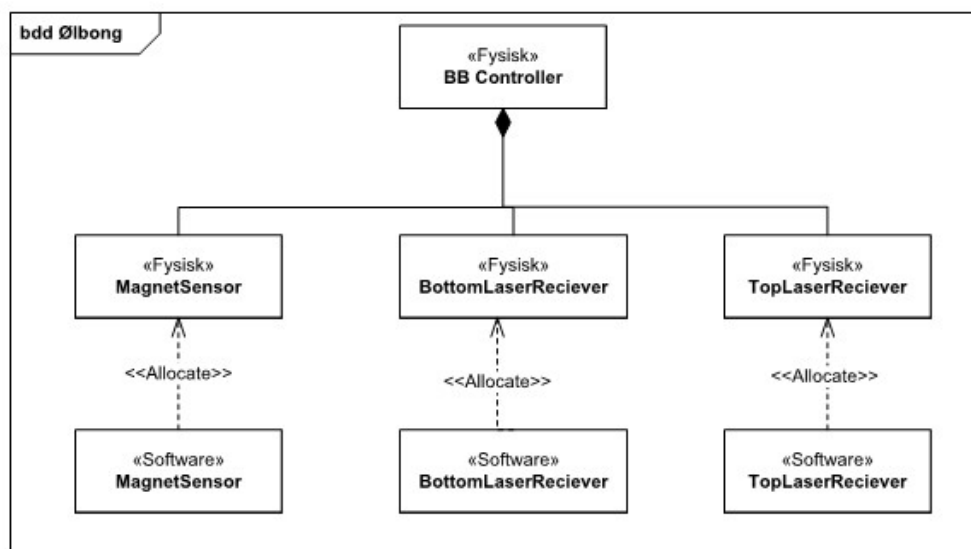 bdd Ølbong
«Fysisk»
BB Controller
«Fysisk»
MagnetSensor
«Fysisk»
BottomLaserReciever
«Fysisk»
TopLaserReciever
<<Allocate>>
<<Allocate>>
<<Allocate>>
«Software»
MagnetSensor
«Software»
BottomLaserReciever
«Software»
TopLaserReciever